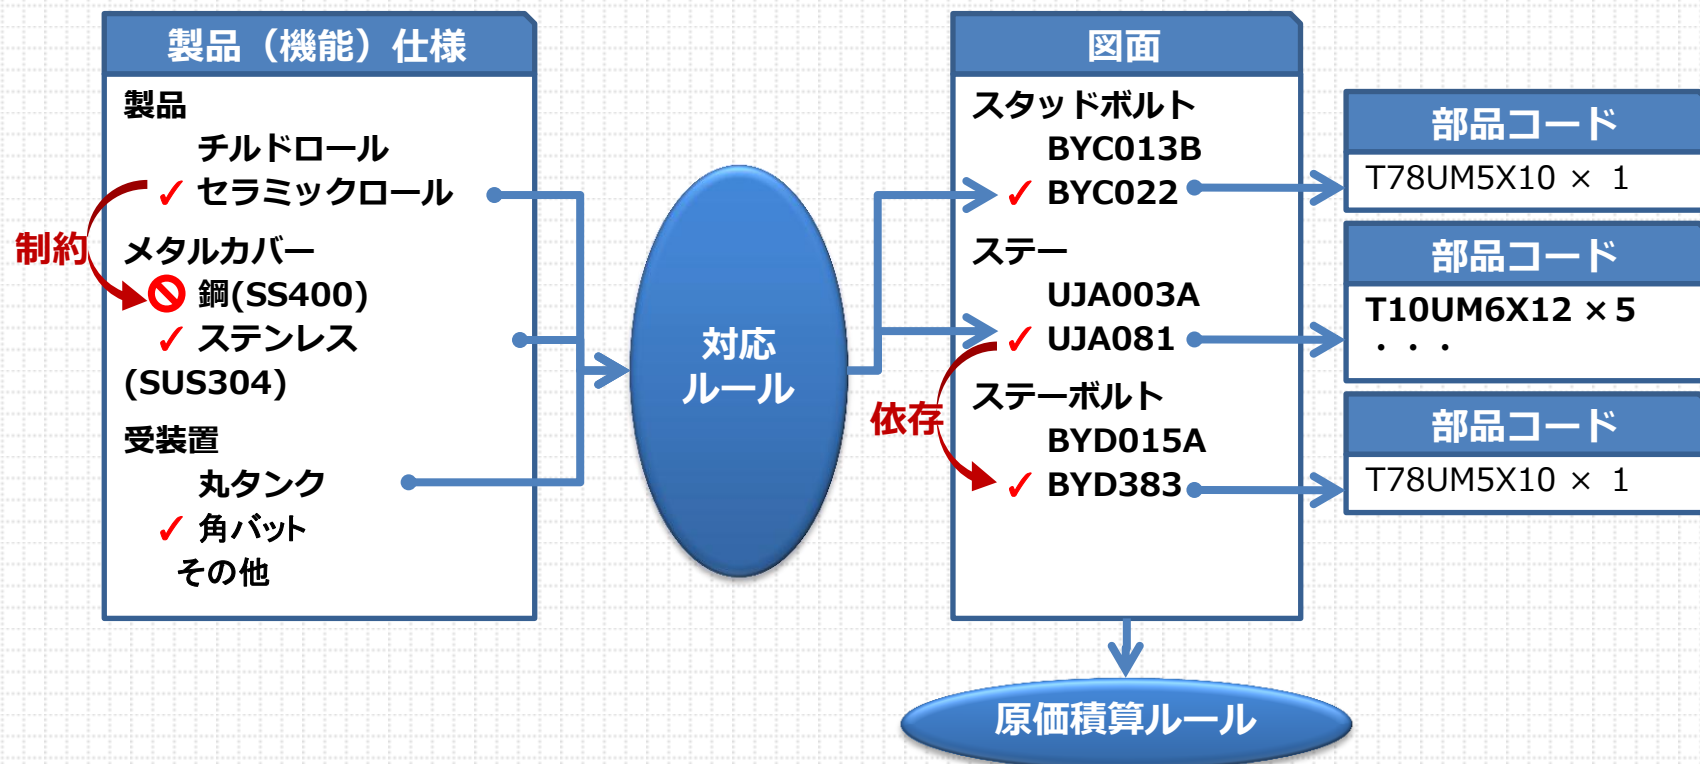 製品（機能）仕様
製品
チルドロール
✓ セラミックロール
制約
メタルカバー
鋼(SS400)
✓ ステンレス
(SUS304)
受装置
丸タンク
✓ 角バット
その他
対応
ルール
図面
スタッドボルト
BYC013B
✓ BYC022
ステー
UJA003A
✓ UJA081
依存
ステーボルト
BYD015A
✓ BYD383
部品コード
T78UM5X10 × 1
部品コード
T10UM6X12 ×5
・・・
部品コード
T78UM5X10 × 1
原価積算ルール